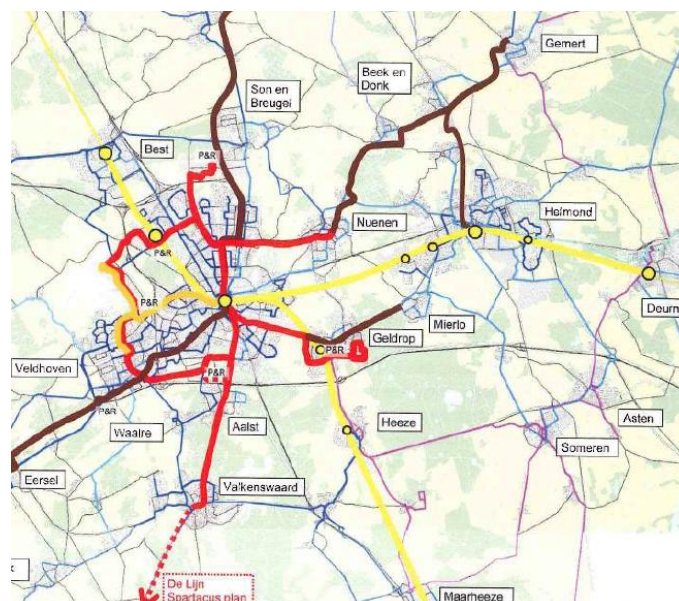 Gemert
Beek en
Donk
Son en
Breugel
Best
P&R
Nuenen
Helmond
P&R
P&R
Deurn
Mierlo
Geldrop
P&R
Veldhoven
P&R
P&R
Asten
Aalst
Heeze
Waalre
Someren
Eersel
Valkenswaard
De Lijn
Spartacus plan
Maarheeze